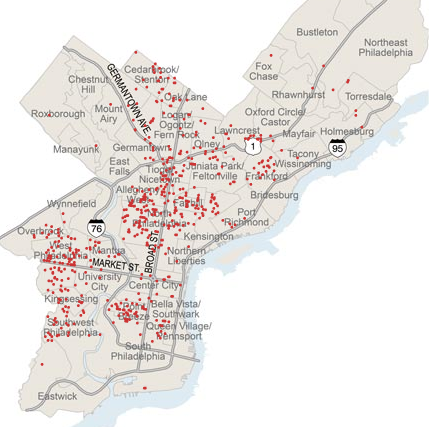 Bustleton
Northeast
Philadelphia
Fox
Chase
Cedarbrook/
Stenton
Chestnut
Hill
GERMANTOWN AVE.
Oak Lane
Rhawnhurst
Torresdale
Roxborough
Mount
Airy
Logan/
Ogontz/
Fern Rock
Oxford Circle/
Castor
Lawncrest
Mayfair
Holmesburg
1
95
Manayunk
Germantown
Olney
East
Falls
Tioga/
Nicetown
Juniata Park/
Feltonville
Tacony
Wissinoming
Frankford
Bridesburg
Wynnefield
Allegheny
West
Fairhill
North
Philadelphia
Port
Richmond
76
Overbrook
Kensington
West
Philadelphia
Mantua
BROAD ST.
Northern
Liberties
MARKET ST.
University
City
Center City
Kingsessing
Point
Breeze
Bella Vista/
Southwark
Southwest
Philadelphia
Queen Village/
Pennsport
South
Philadelphia
Eastwick